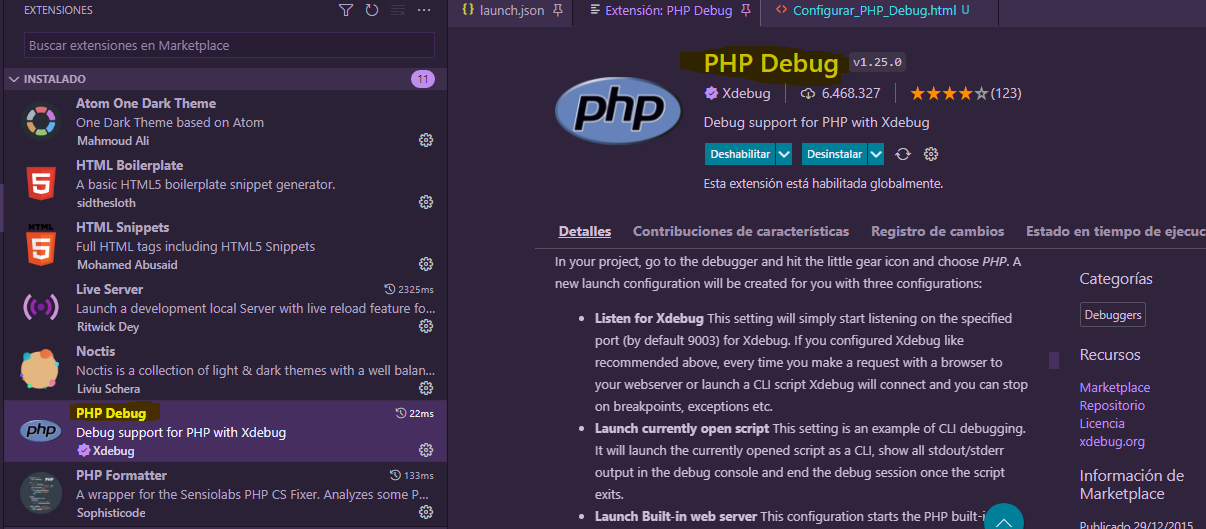 EXTENSIONES
Buscar extensiones en Marketplace
INSTALADO
11
Atom One Dark Theme
One Dark Theme based on Atom
Mahmoud Ali
HTML Boilerplate
A basic HTML5 boilerplate snippet generator.
sidthesloth
HTML Snippets
Full HTML tags including HTML5 Snippets
Mohamed Abusaid
Live Server
2325ms
Launch a development local Server with live reload feature fo...
Ritwick Dey
Noctis
Noctis is a collection of light & dark themes with a well balan...
Liviu Schera
PHP Debug
22ms
Debug support for PHP with Xdebug
Xdebug
PHP Formatter
133ms
A wrapper for the Sensiolabs PHP CS Fixer. Analyzes some P...
Sophisticode
{} launch.json
Extensión: PHP Debug
<> Configurar_PHP_Debug.html U
php
PHP Debug v1.25.0
Xdebug
6.468.327
(123)
Debug support for PHP with Xdebug
Deshabilitar
Desinstalar
Esta extensión está habilitada globalmente.
Detalles
Contribuciones de características
Registro de cambios
Estado en tiempo de ejecuc
In your project, go to the debugger and hit the little gear icon and choose PHP. A
new launch configuration will be created for you with three configurations:
• Listen for Xdebug This setting will simply start listening on the specified
port (by default 9003) for Xdebug. If you configured Xdebug like
recommended above, every time you make a request with a browser to
your webserver or launch a CLI script Xdebug will connect and you can stop
on breakpoints, exceptions etc.
• Launch currently open script This setting is an example of CLI debugging.
It will launch the currently opened script as a CLI, show all stdout/stderr
output in the debug console and end the debug session once the script
exits.
• Launch Built-in web server This configuration starts the PHP built-i
Categorías
Debuggers
Recursos
Marketplace
Repositorio
Licencia
xdebug.org
Información de
Marketplace
Publicado 29/12/2015